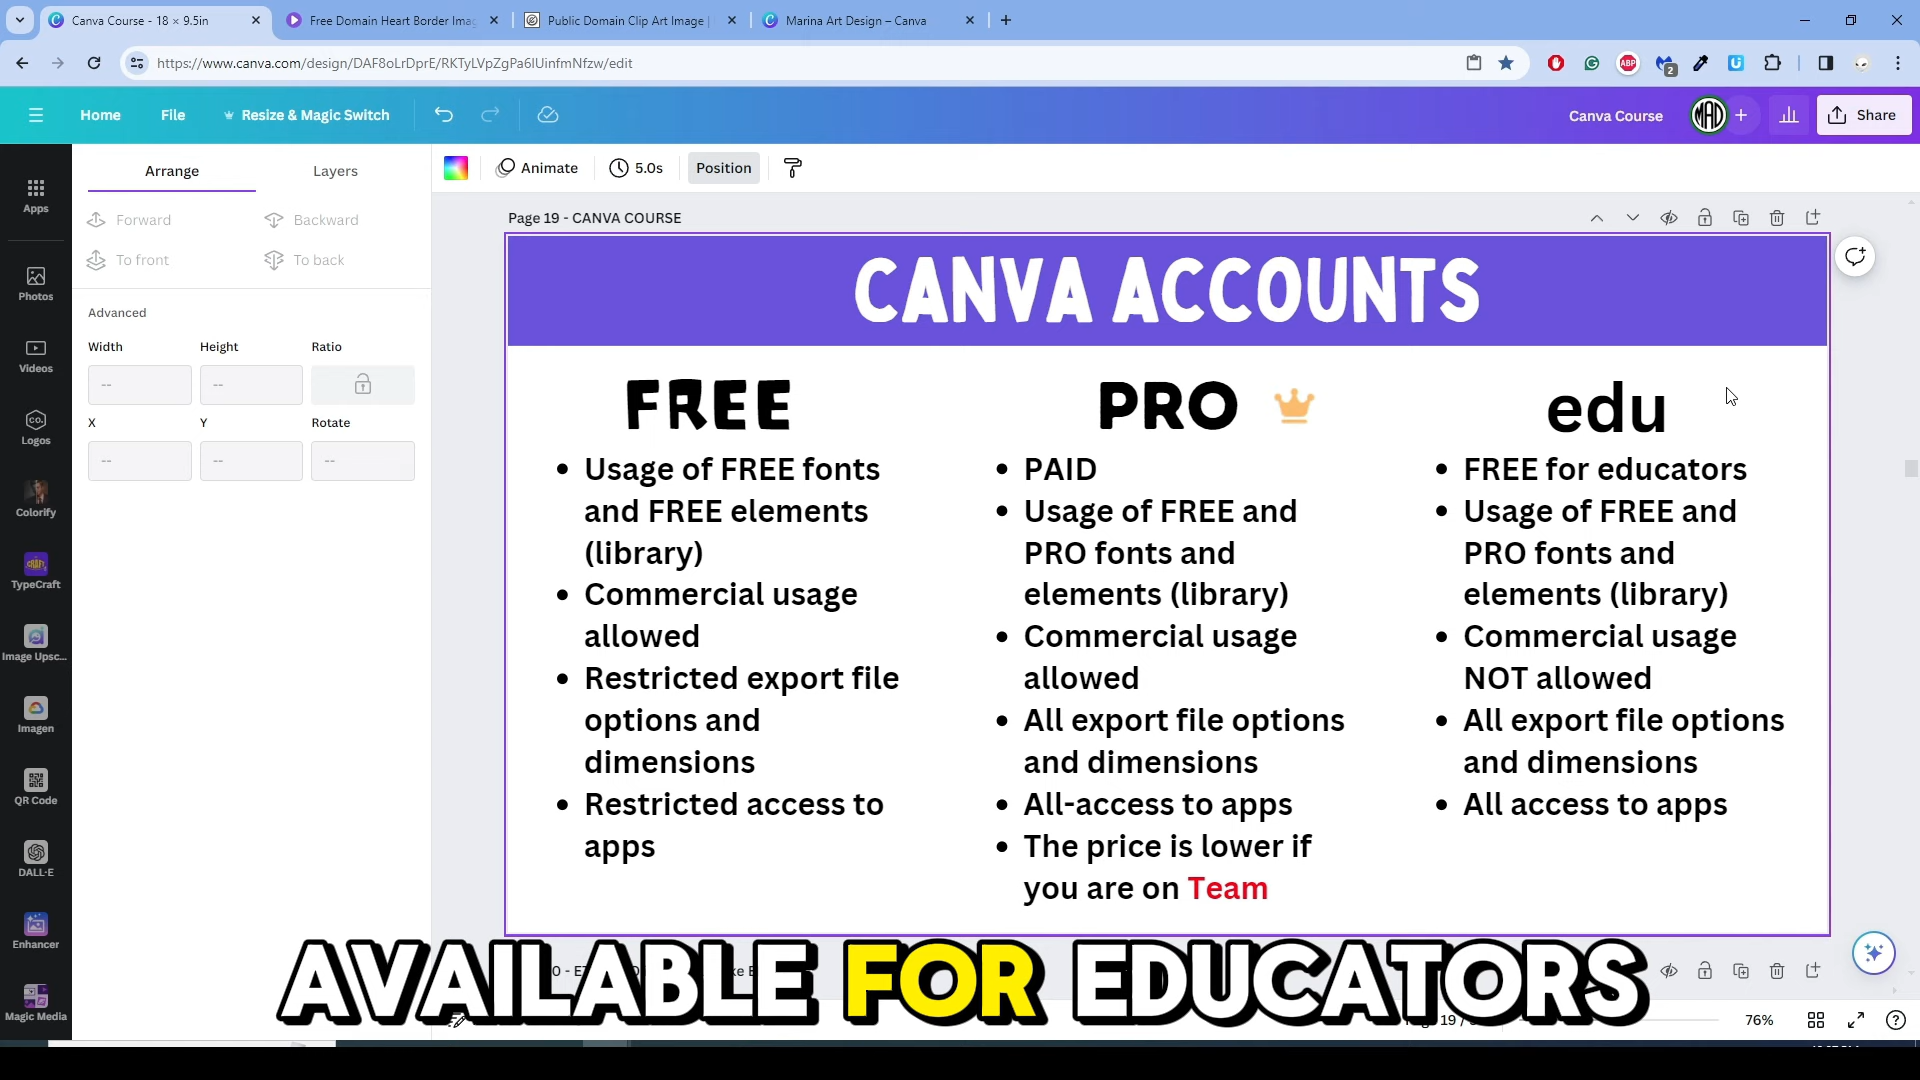 Canva Course - 18 × 9.5in
Free Domain Heart Border Imag
Public Domain Clip Art Image |
Marina Art Design – Canva
https://www.canva.com/design/DAF8oLrDprE/RKTyLVpZgPa6IUinfmNfzw/edit
ABP
2
Home
File
Resize & Magic Switch
Canva Course
MAD
Share
Arrange
Layers
Animate
5.0s
Position
Apps
Photos
Videos
CO.
Logos
Colorify
CRAFT
TypeCraft
Image Upsc...
Imagen
QR Code
DALL·E
Enhancer
Magic Media
Forward
Backward
To front
To back
Advanced
Width
Height
Ratio
--
--
X
Y
Rotate
--
--
--
Page 19 - CANVA COURSE
CANVA ACCOUNTS
FREE
• Usage of FREE fonts
and FREE elements
(library)
• Commercial usage
allowed
• Restricted export file
options and
dimensions
• Restricted access to
apps
PRO
• PAID
• Usage of FREE and
PRO fonts and
elements (library)
• Commercial usage
allowed
• All export file options
and dimensions
• All-access to apps
• The price is lower if
you are on Team
edu
• FREE for educators
• Usage of FREE and
PRO fonts and
elements (library)
• Commercial usage
NOT allowed
• All export file options
and dimensions
• All access to apps
AVAILABLE FOR EDUCATORS
76%